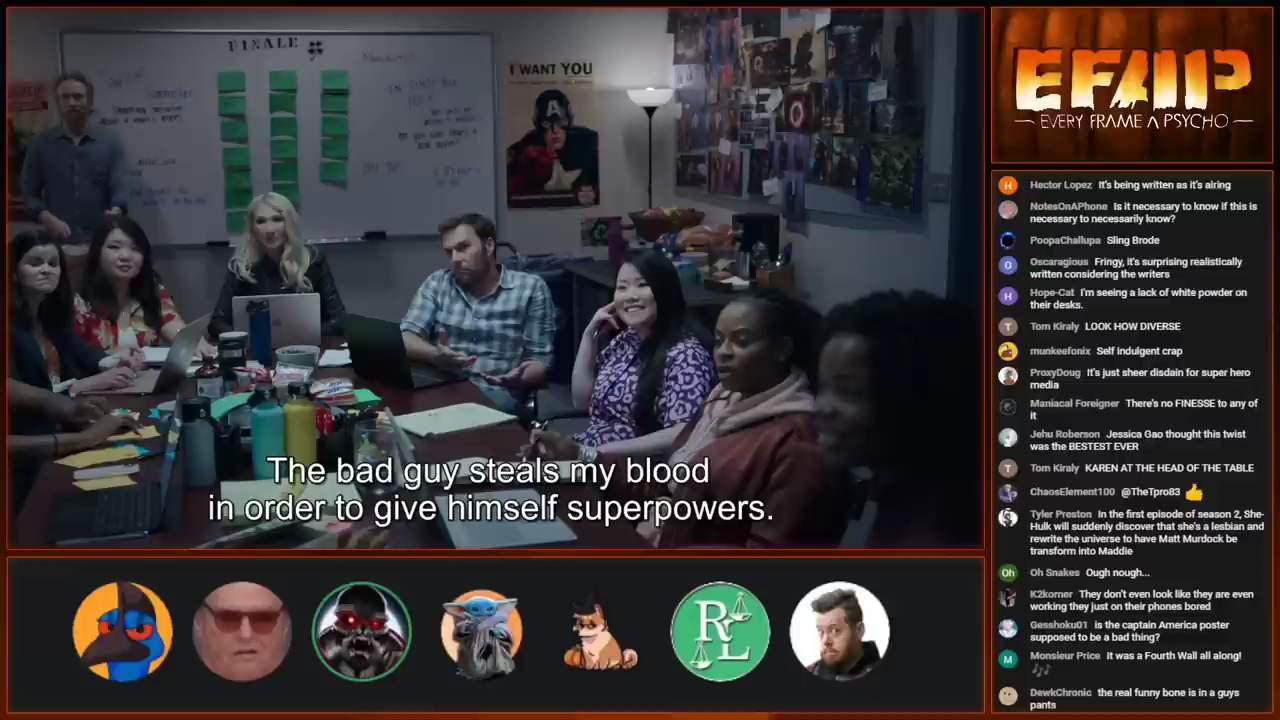 FINALE
I WANT YOU
The bad guy steals my blood
in order to give himself superpowers.
RL
EFAP
EVERY FRAME A PSYCHO
H
Hector Lopez It's being written as it's airing
NotesOnAPhone Is it necessary to know if this is
necessary to necessarily know?
PoopaChallupa Sling Brode
O
Oscaragious Fringy, it's surprising realistically
written considering the writers
H
Hope-Cat I'm seeing a lack of white powder on
their desks.
T
Tom Kiraly LOOK HOW DIVERSE
munkeefonix Self indulgent crap
ProxyDoug It's just sheer disdain for super hero
media
Maniacal Foreigner There's no FINESSE to any of
it
Jehu Roberson Jessica Gao thought this twist
was the BESTEST EVER
T
Tom Kiraly KAREN AT THE HEAD OF THE TABLE
ChaosElement100 @TheTpro83 👍
Tyler Preston In the first episode of season 2, She-
Hulk will suddenly discover that she's a lesbian and
rewrite the universe to have Matt Murdock be
transform into Maddie
Oh
Oh Snakes Ough nough...
K2korner They don't even look like they are even
working they just on their phones bored
Gesshoku01 is the captain America poster
supposed to be a bad thing?
M
Monsieur Price It was a Fourth Wall all along!
🎶
DewkChronic the real funny bone is in a guys
pants